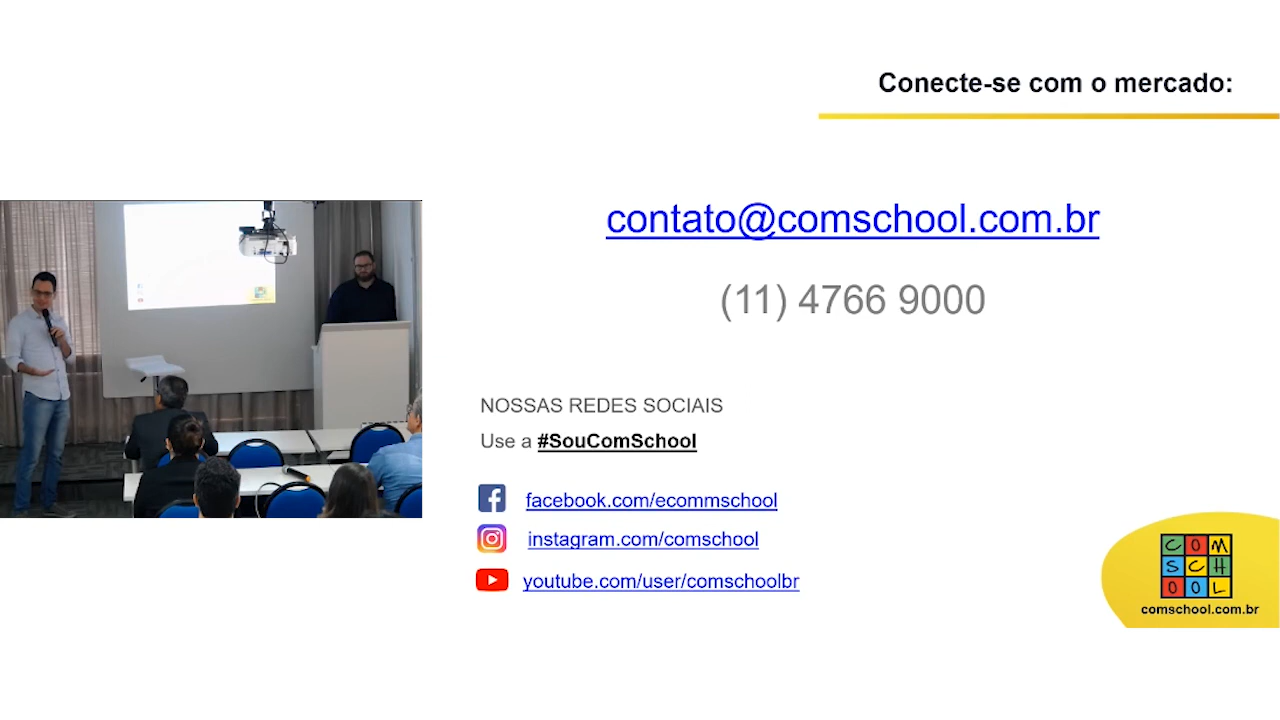 Conecte-se com o mercado:
contato@comschool.com.br
(11) 4766 9000
NOSSAS REDES SOCIAIS
Use a #SouComSchool
facebook.com/ecommschool
instagram.com/comschool
youtube.com/user/comschoolbr
COM
SCH
OOL
comschool.com.br